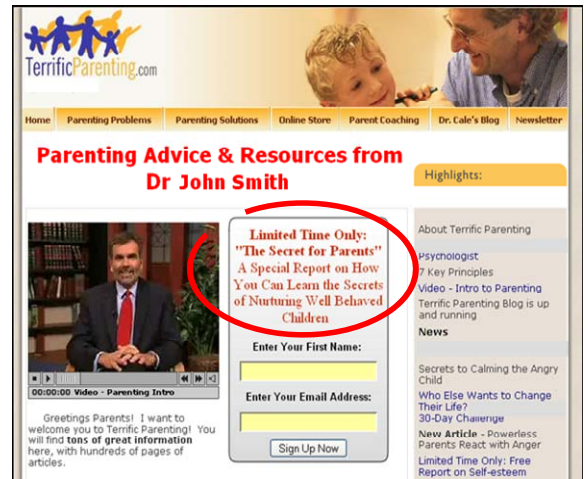 TerrificParenting.com
Home
Parenting Problems
Parenting Solutions
Online Store
Parent Coaching
Dr. Cale's Blog
Newsletter
Parenting Advice & Resources from
Dr John Smith
00:00:00 Video - Parenting Intro
Greetings Parents! I want to
welcome you to Terrific Parenting! You
will find tons of great information
here, with hundreds of pages of
articles.
Limited Time Only:
"The Secret for Parents"
A Special Report on How
You Can Learn the Secrets
of Nurturing Well Behaved
Children
Enter Your First Name:
Enter Your Email Address:
Sign Up Now
Highlights:
About Terrific Parenting
Psychologist
7 Key Principles
Video - Intro to Parenting
Terrific Parenting Blog is up
and running
News
Secrets to Calming the Angry
Child
Who Else Wants to Change
Their Life?
30-Day Challenge
New Article - Powerless
Parents React with Anger
Limited Time Only: Free
Report on Self-esteem